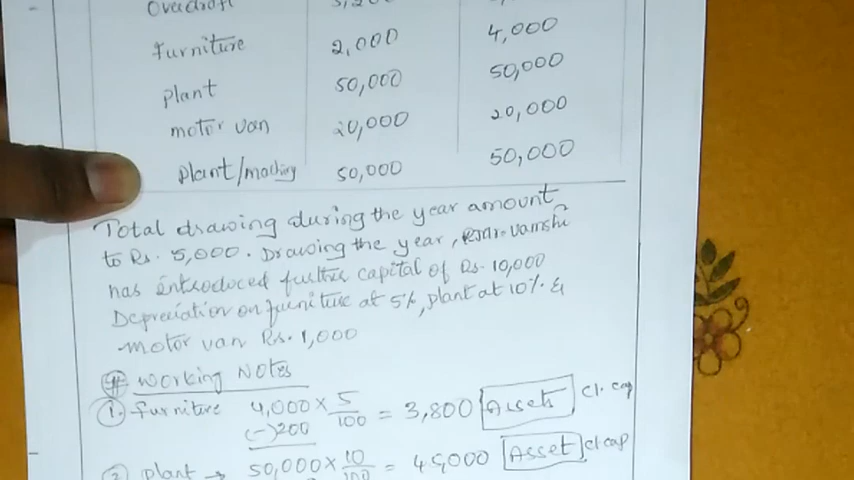 Overdraft
Furniture 2,000 4,000
plant 50,000 50,000
motor van 20,000 20,000
plant/machiny 50,000 50,000
Total drawing during the year amount
to Rs. 5,000. Drawing the year, Vamshi
has introduced further capital of Rs. 10,000
Depreciation on furniture at 5%, plant at 10% &
motor van Rs. 1,000
Working Notes
1. furniture 4,000 × 5/100 = 3,800 Assets cl. cap
(-) 200
2 plant → 50,000 × 10/100 = 45,000 Asset cl cap